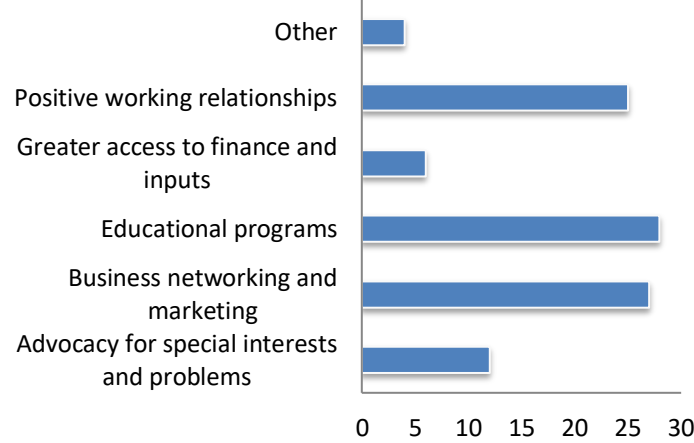 Other
Positive working relationships
Greater access to finance and
inputs
Educational programs
Business networking and
marketing
Advocacy for special interests
and problems
0 5 10 15 20 25 30